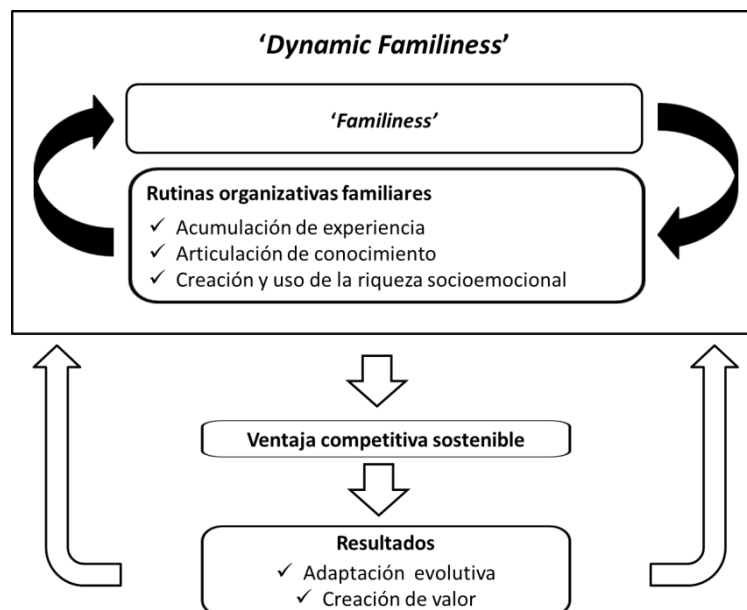 'Dynamic Familiness'
'Familiness'
Rutinas organizativas familiares
✓ Acumulación de experiencia
✓ Articulación de conocimiento
✓ Creación y uso de la riqueza socioemocional
Ventaja competitiva sostenible
Resultados
✓ Adaptación evolutiva
✓ Creación de valor